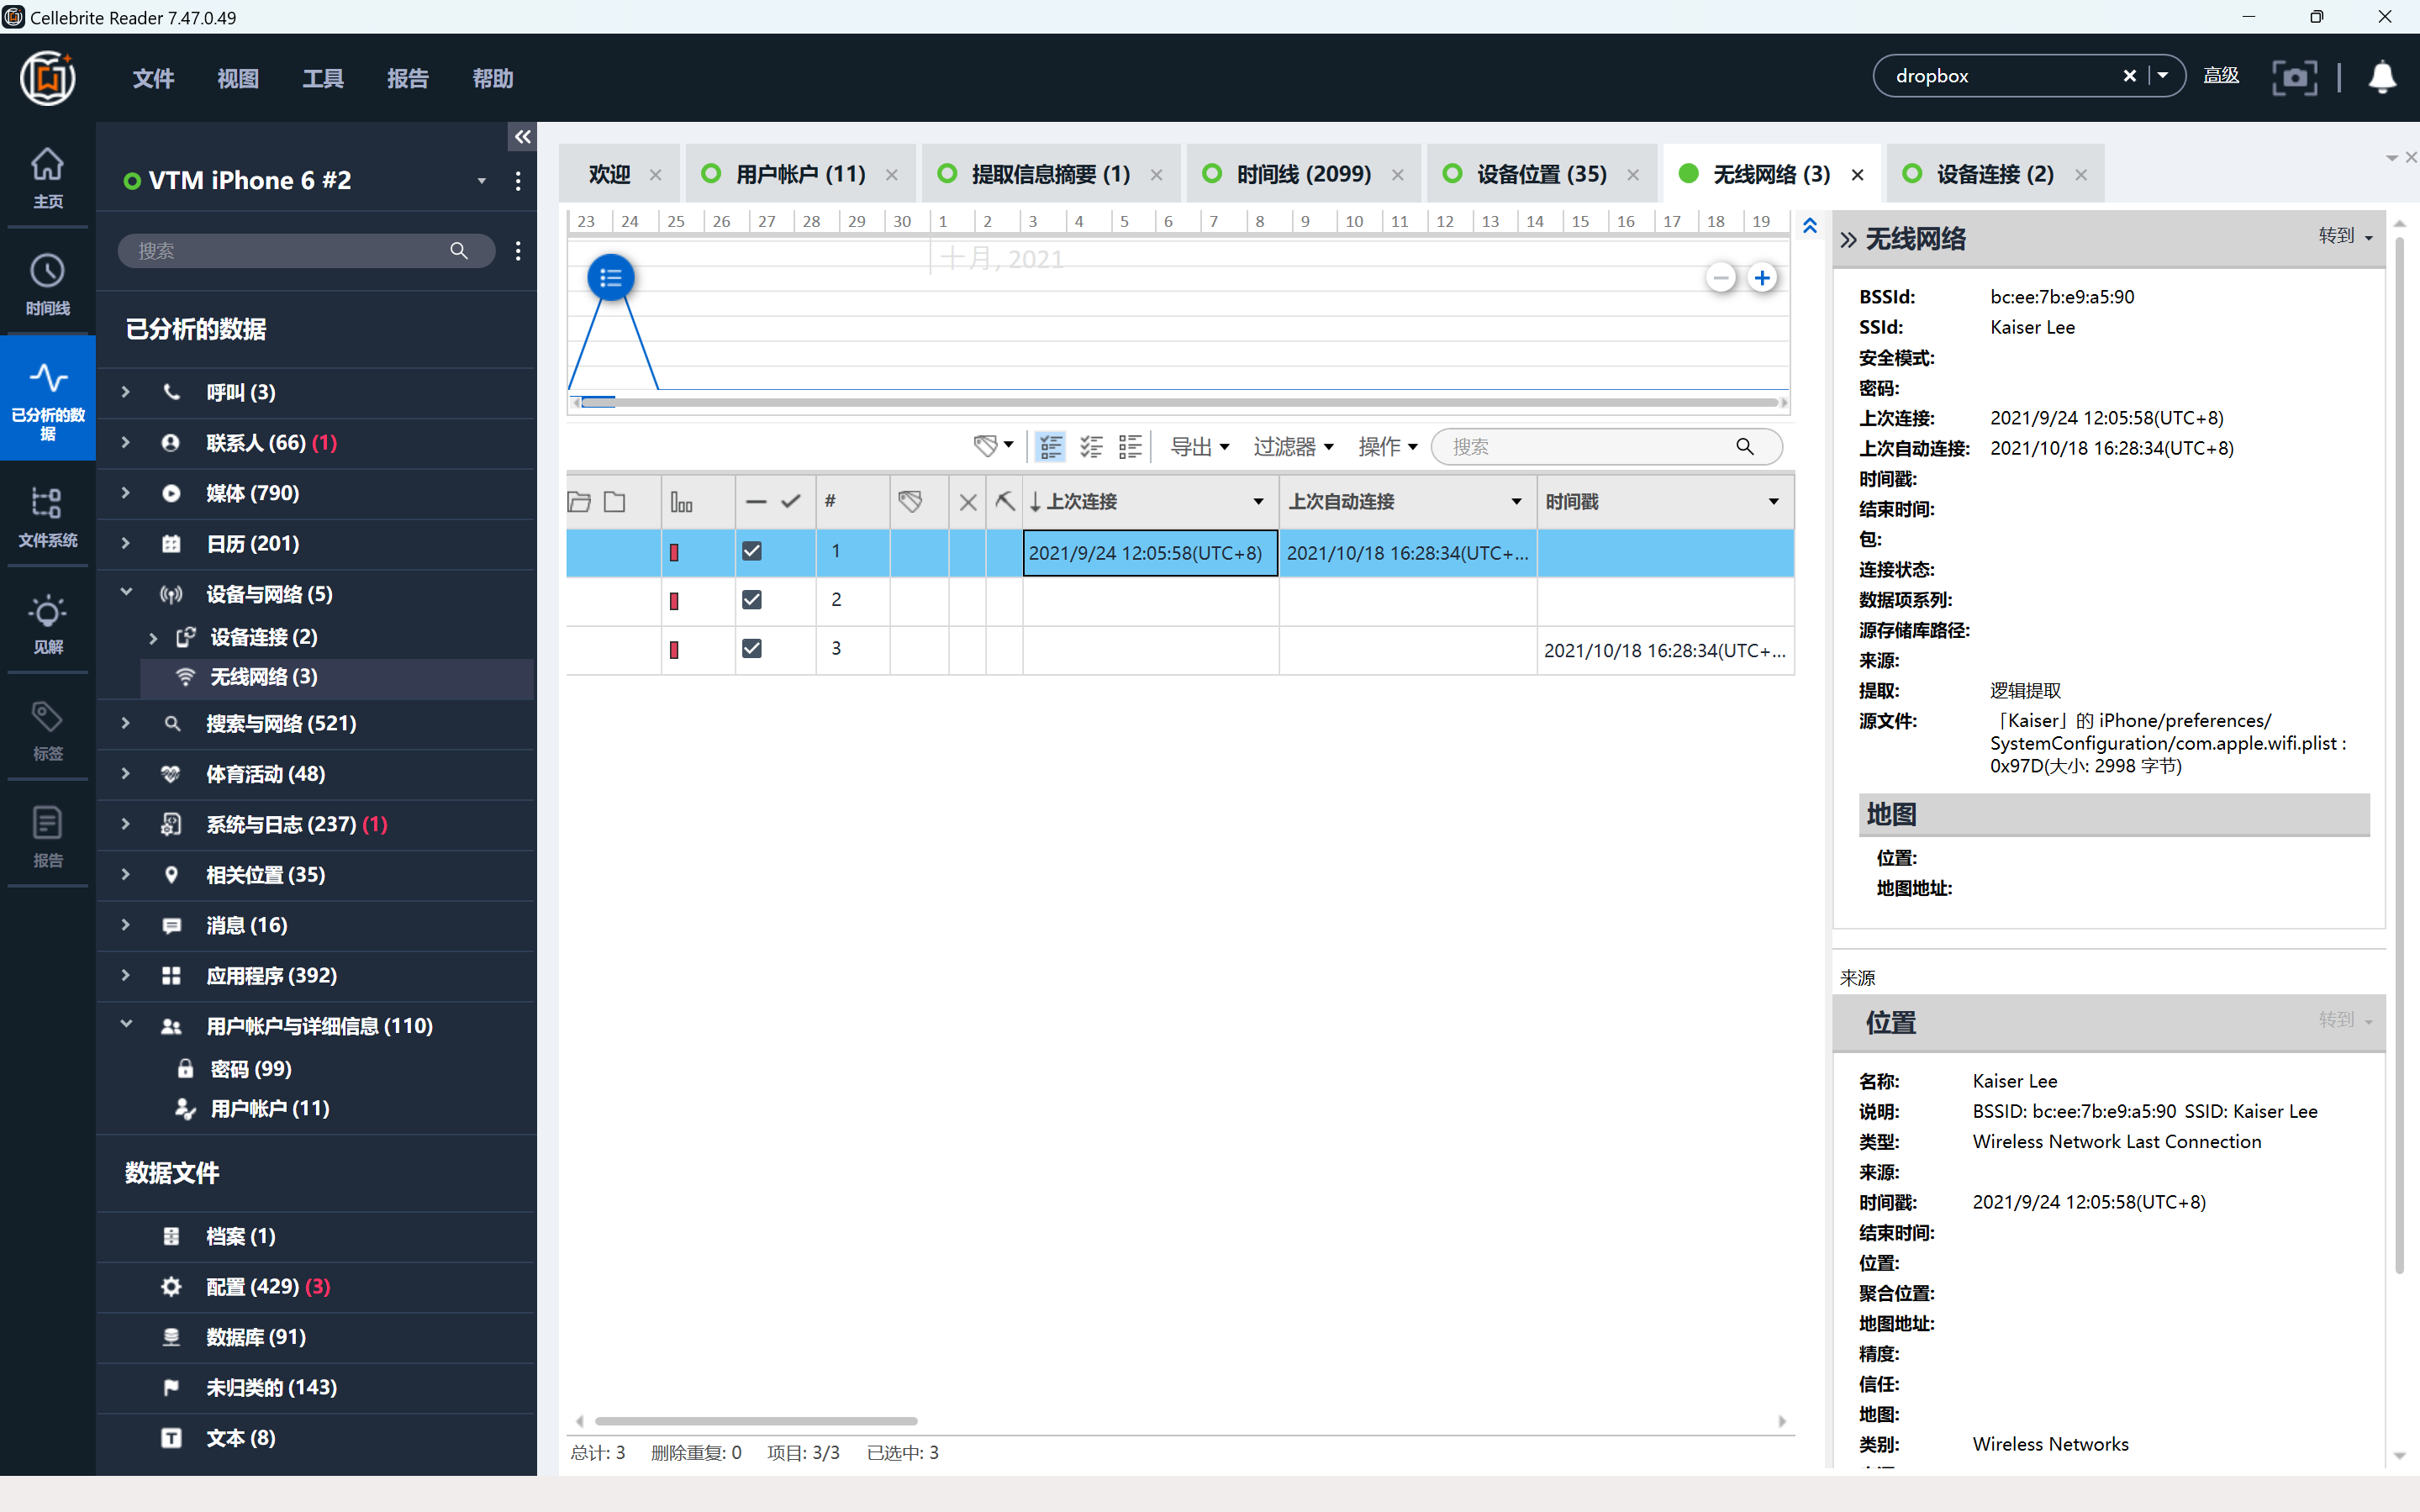 Cellebrite Reader 7.47.0.49
文件 视图 工具 报告 帮助
dropbox
高级
主页
时间线
已分析的数
据
文件系统
见解
标签
报告
VTM iPhone 6 #2
搜索
已分析的数据
呼叫 (3)
联系人 (66) (1)
媒体 (790)
日历 (201)
设备与网络 (5)
设备连接 (2)
无线网络 (3)
搜索与网络 (521)
体育活动 (48)
系统与日志 (237) (1)
相关位置 (35)
消息 (16)
应用程序 (392)
用户帐户与详细信息 (110)
密码 (99)
用户帐户 (11)
数据文件
档案 (1)
配置 (429) (3)
数据库 (91)
未归类的 (143)
文本 (8)
欢迎 用户帐户 (11) 提取信息摘要 (1) 时间线 (2099) 设备位置 (35) 无线网络 (3) 设备连接 (2)
23 24 25 26 27 28 29 30 1 2 3 4 5 6 7 8 9 10 11 12 13 14 15 16 17 18 19
十月, 2021
导出 过滤器 操作 搜索
# 上次连接 上次自动连接 时间戳
1 2021/9/24 12:05:58(UTC+8) 2021/10/18 16:28:34(UTC+...
2
3 2021/10/18 16:28:34(UTC+...
总计: 3 删除重复: 0 项目: 3/3 已选中: 3
无线网络 转到
BSSId: bc:ee:7b:e9:a5:90
SSId: Kaiser Lee
安全模式:
密码:
上次连接: 2021/9/24 12:05:58(UTC+8)
上次自动连接: 2021/10/18 16:28:34(UTC+8)
时间戳:
结束时间:
包:
连接状态:
数据项系列:
源存储库路径:
来源:
提取: 逻辑提取
源文件: 「Kaiser」的 iPhone/preferences/
SystemConfiguration/com.apple.wifi.plist :
0x97D(大小: 2998 字节)
地图
位置:
地图地址:
来源
位置 转到
名称: Kaiser Lee
说明: BSSID: bc:ee:7b:e9:a5:90 SSID: Kaiser Lee
类型: Wireless Network Last Connection
来源:
时间戳: 2021/9/24 12:05:58(UTC+8)
结束时间:
位置:
聚合位置:
地图地址:
精度:
信任:
地图:
类别: Wireless Networks